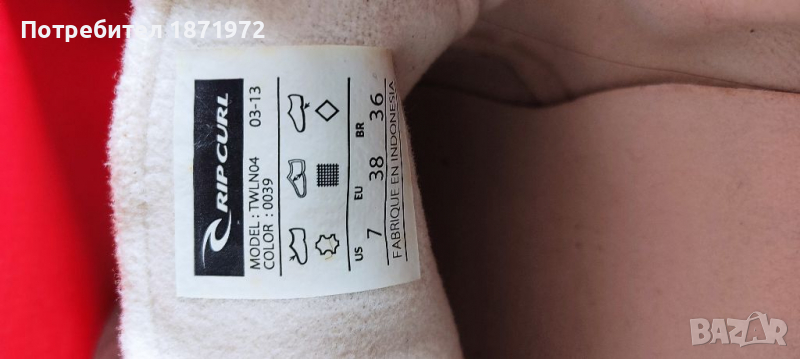 Потребител 1871972
RIP CURL
MODEL : TWLN04 03-13
COLOR : 0039
US EU BR
7 38 36
FABRIQUE EN INDONESIA
BAZAR